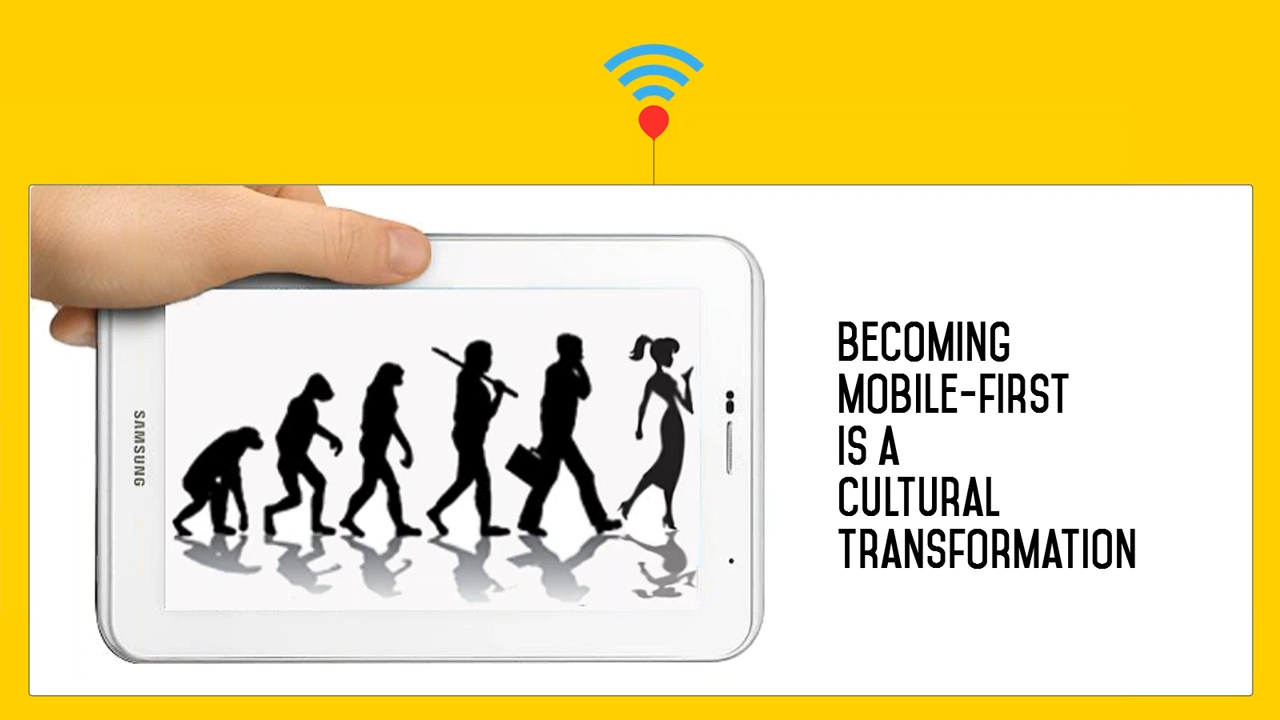 SAMSUNG
BECOMING
MOBILE-FIRST
IS A
CULTURAL
TRANSFORMATION